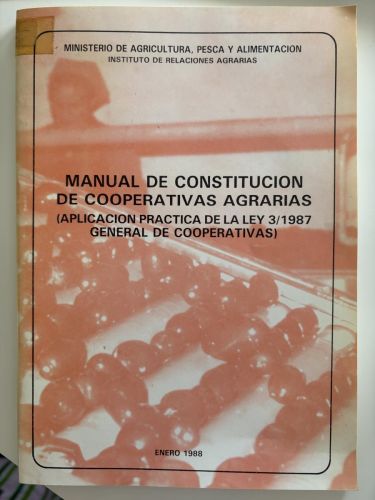 MINISTERIO DE AGRICULTURA, PESCA Y ALIMENTACION
INSTITUTO DE RELACIONES AGRARIAS
MANUAL DE CONSTITUCION
DE COOPERATIVAS AGRARIAS
(APLICACION PRACTICA DE LA LEY 3/1987
GENERAL DE COOPERATIVAS)
ENERO 1988